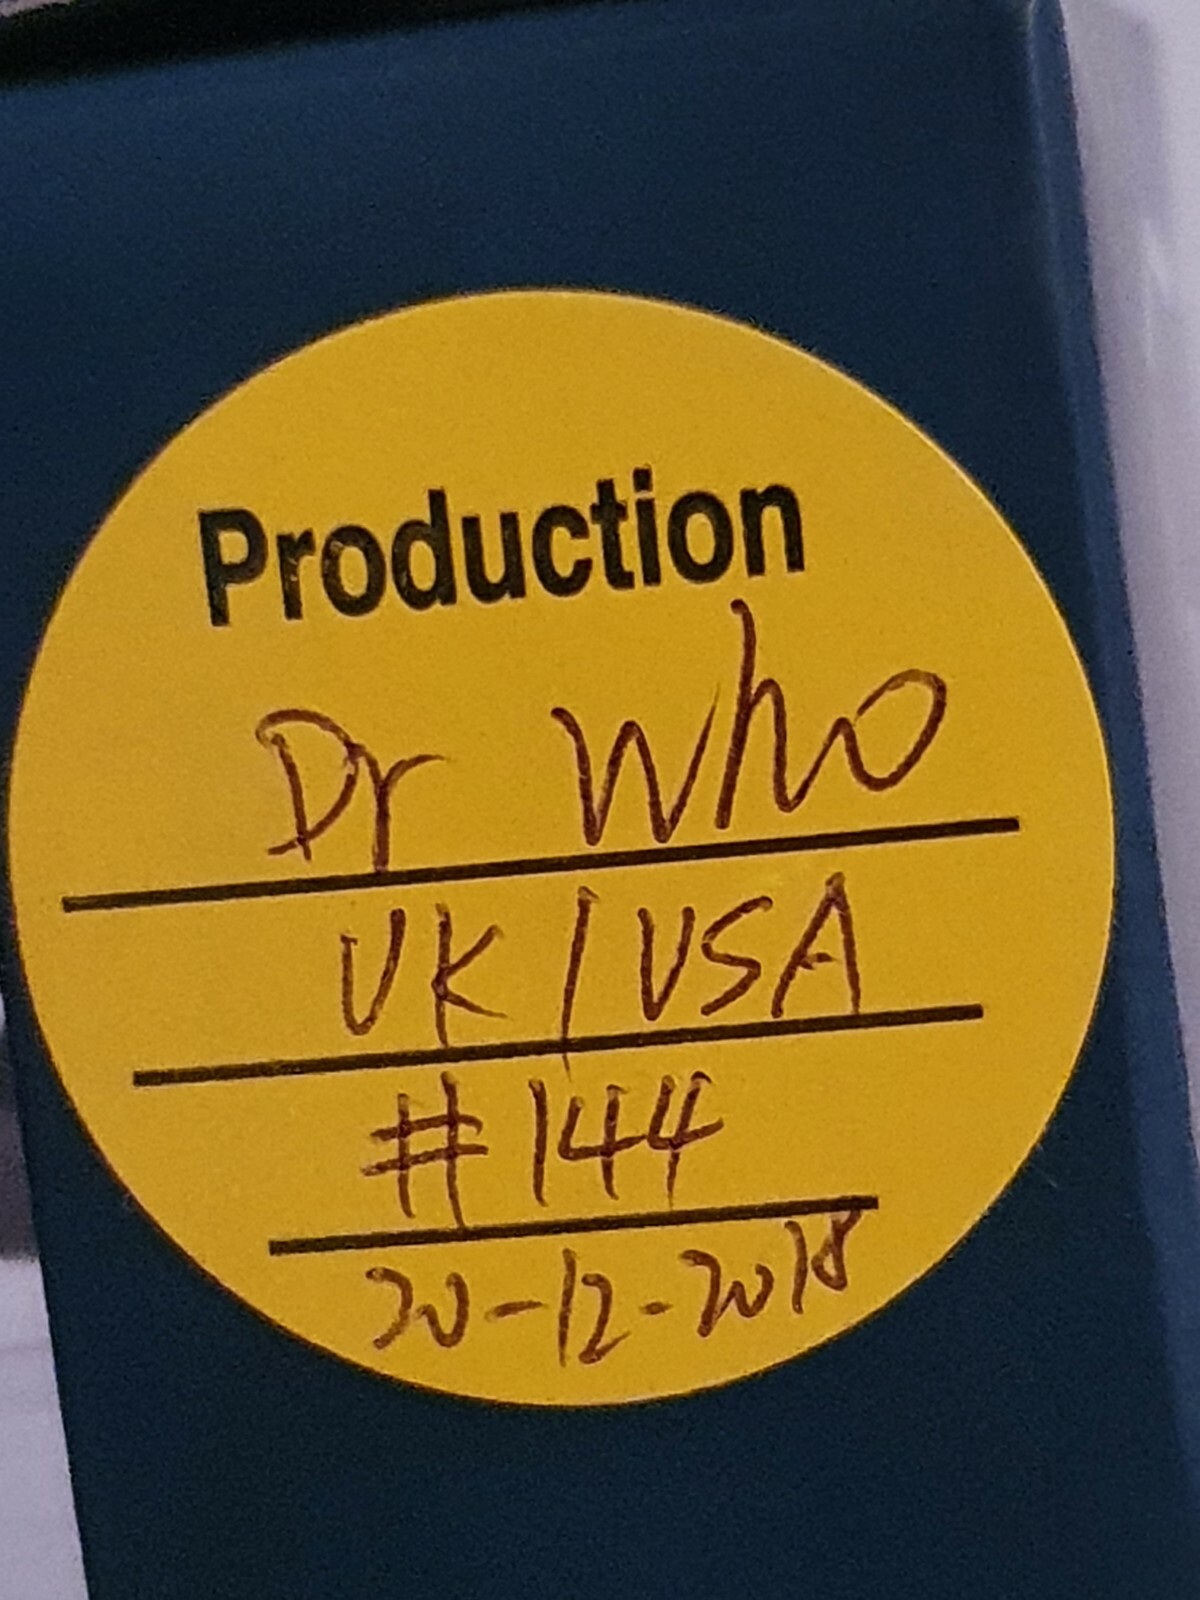 Production
Dr Who
UK/USA
#144
20-12-2018